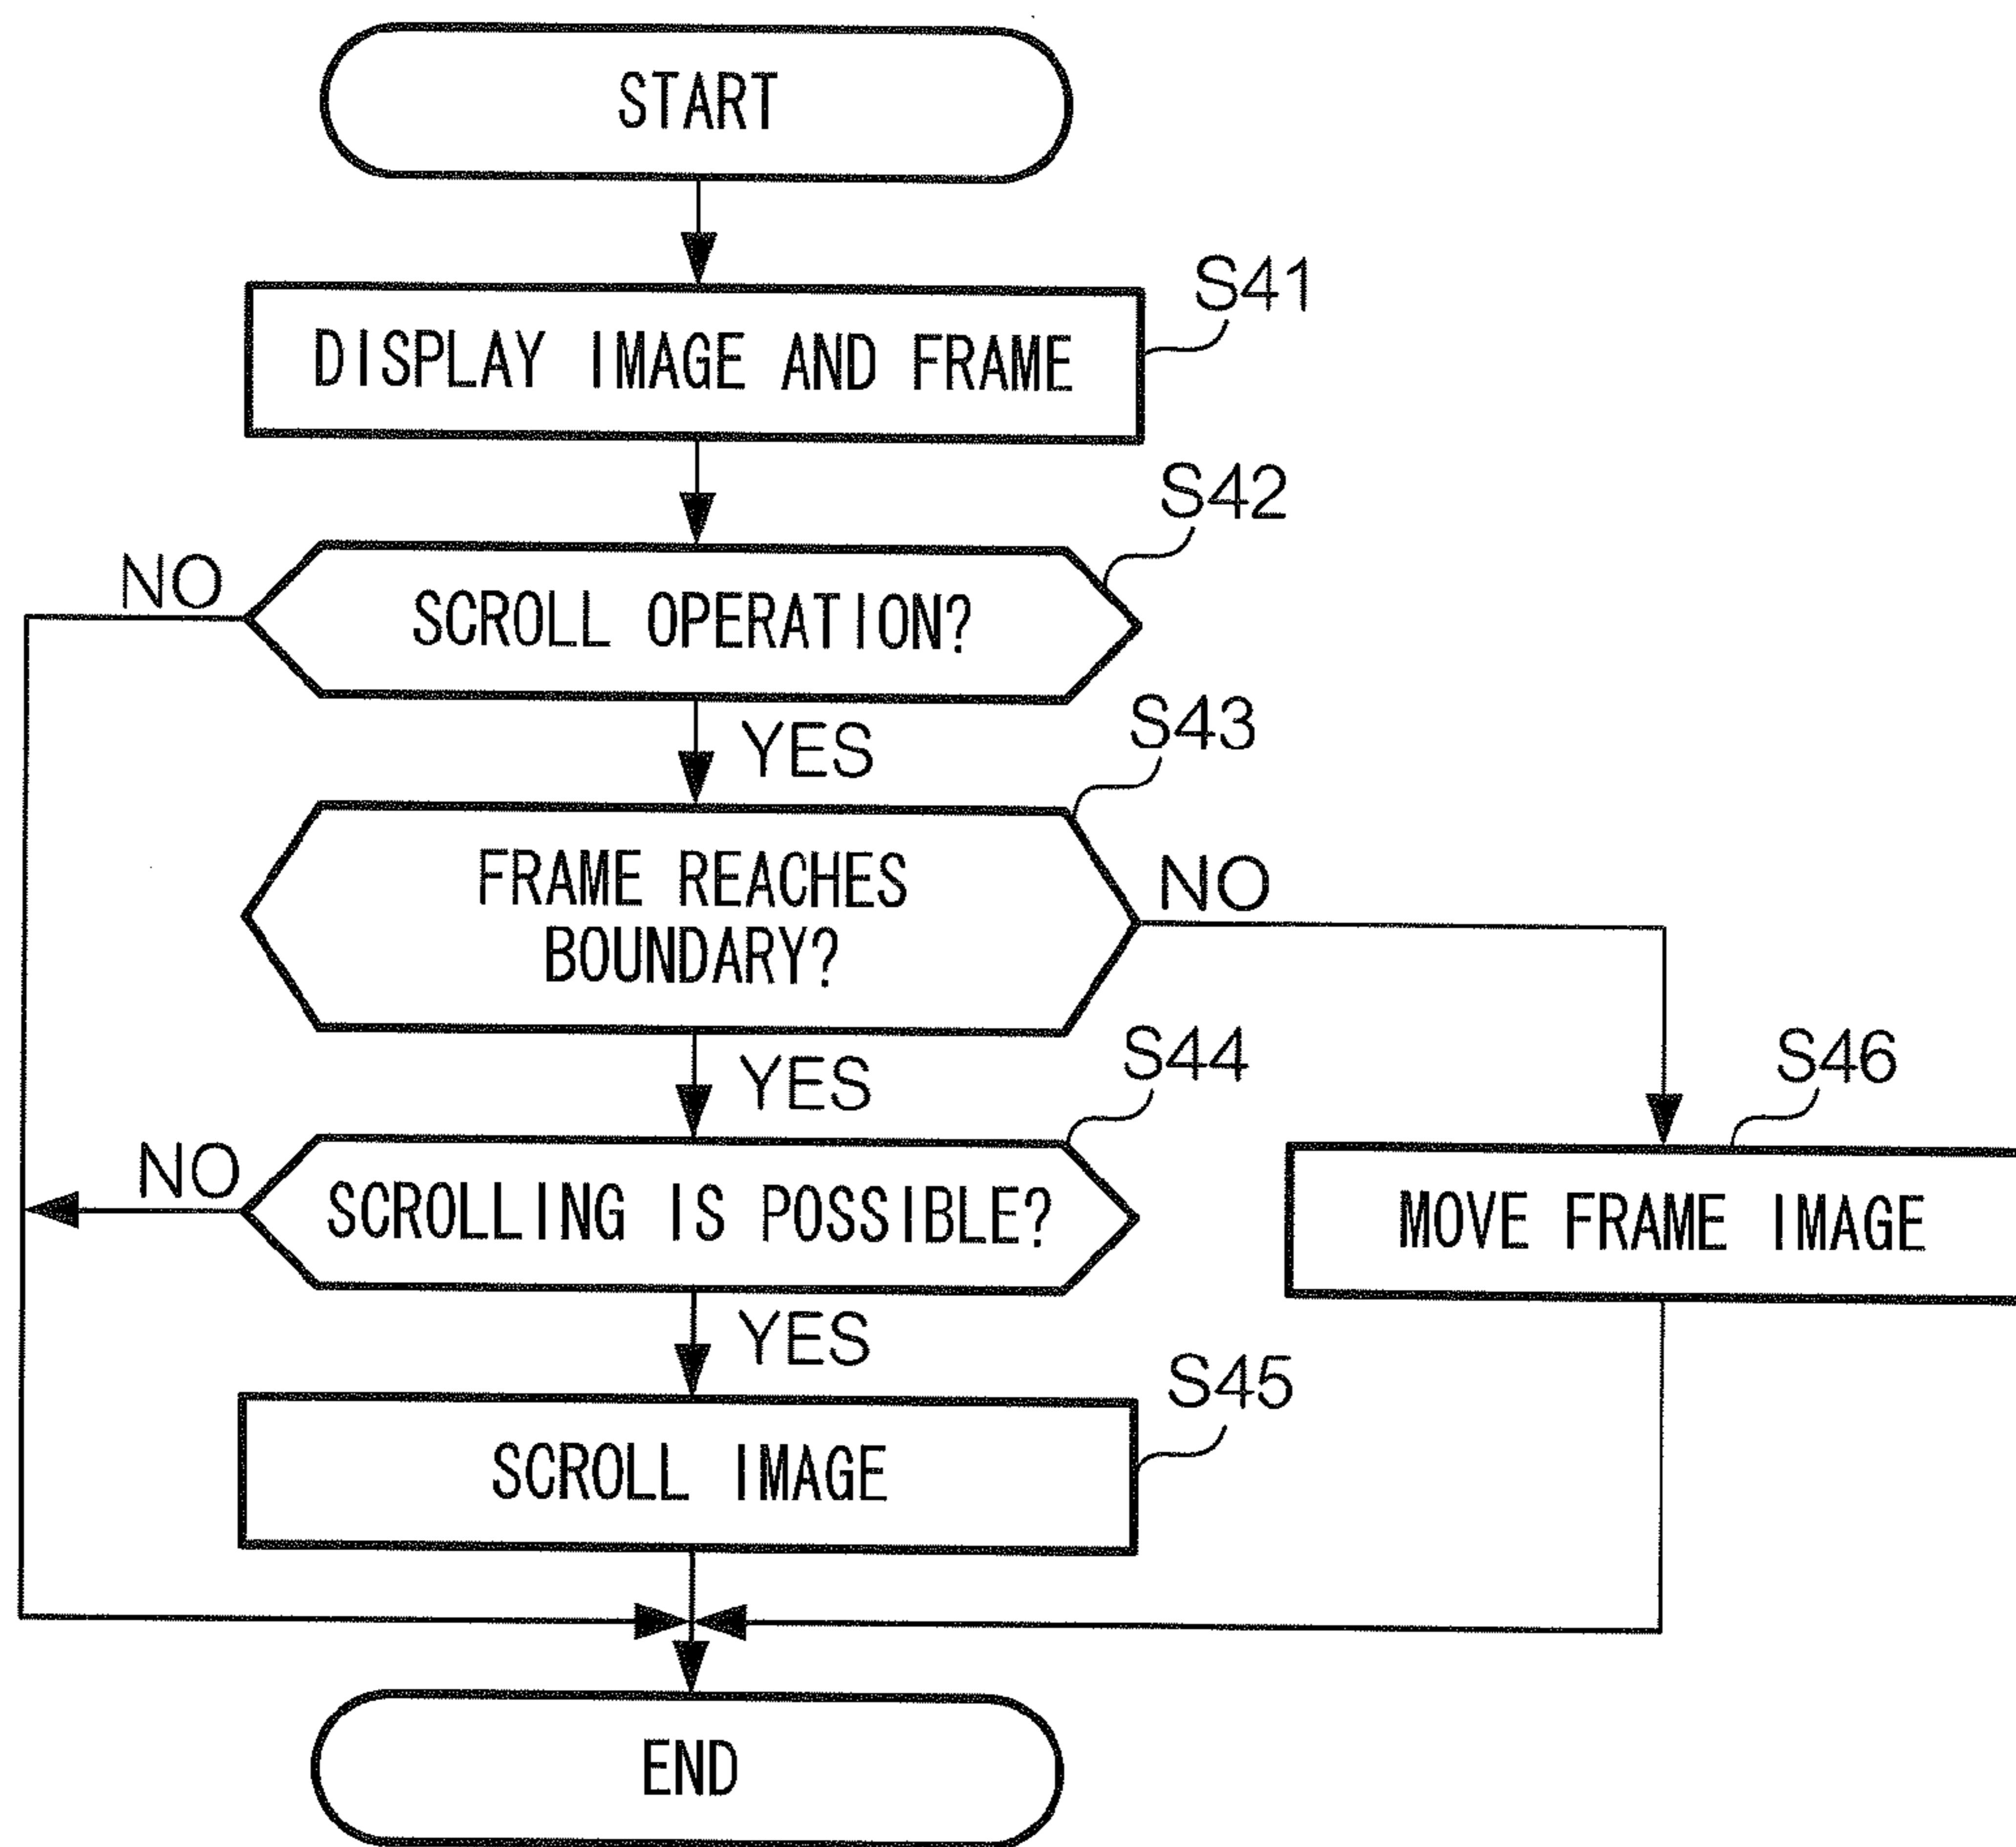 START
S41
DISPLAY IMAGE AND FRAME
S42
NO
SCROLL OPERATION?
YES
S43
FRAME REACHES
BOUNDARY?
NO
YES
S44
S46
NO
SCROLLING IS POSSIBLE?
MOVE FRAME IMAGE
YES
S45
SCROLL IMAGE
END